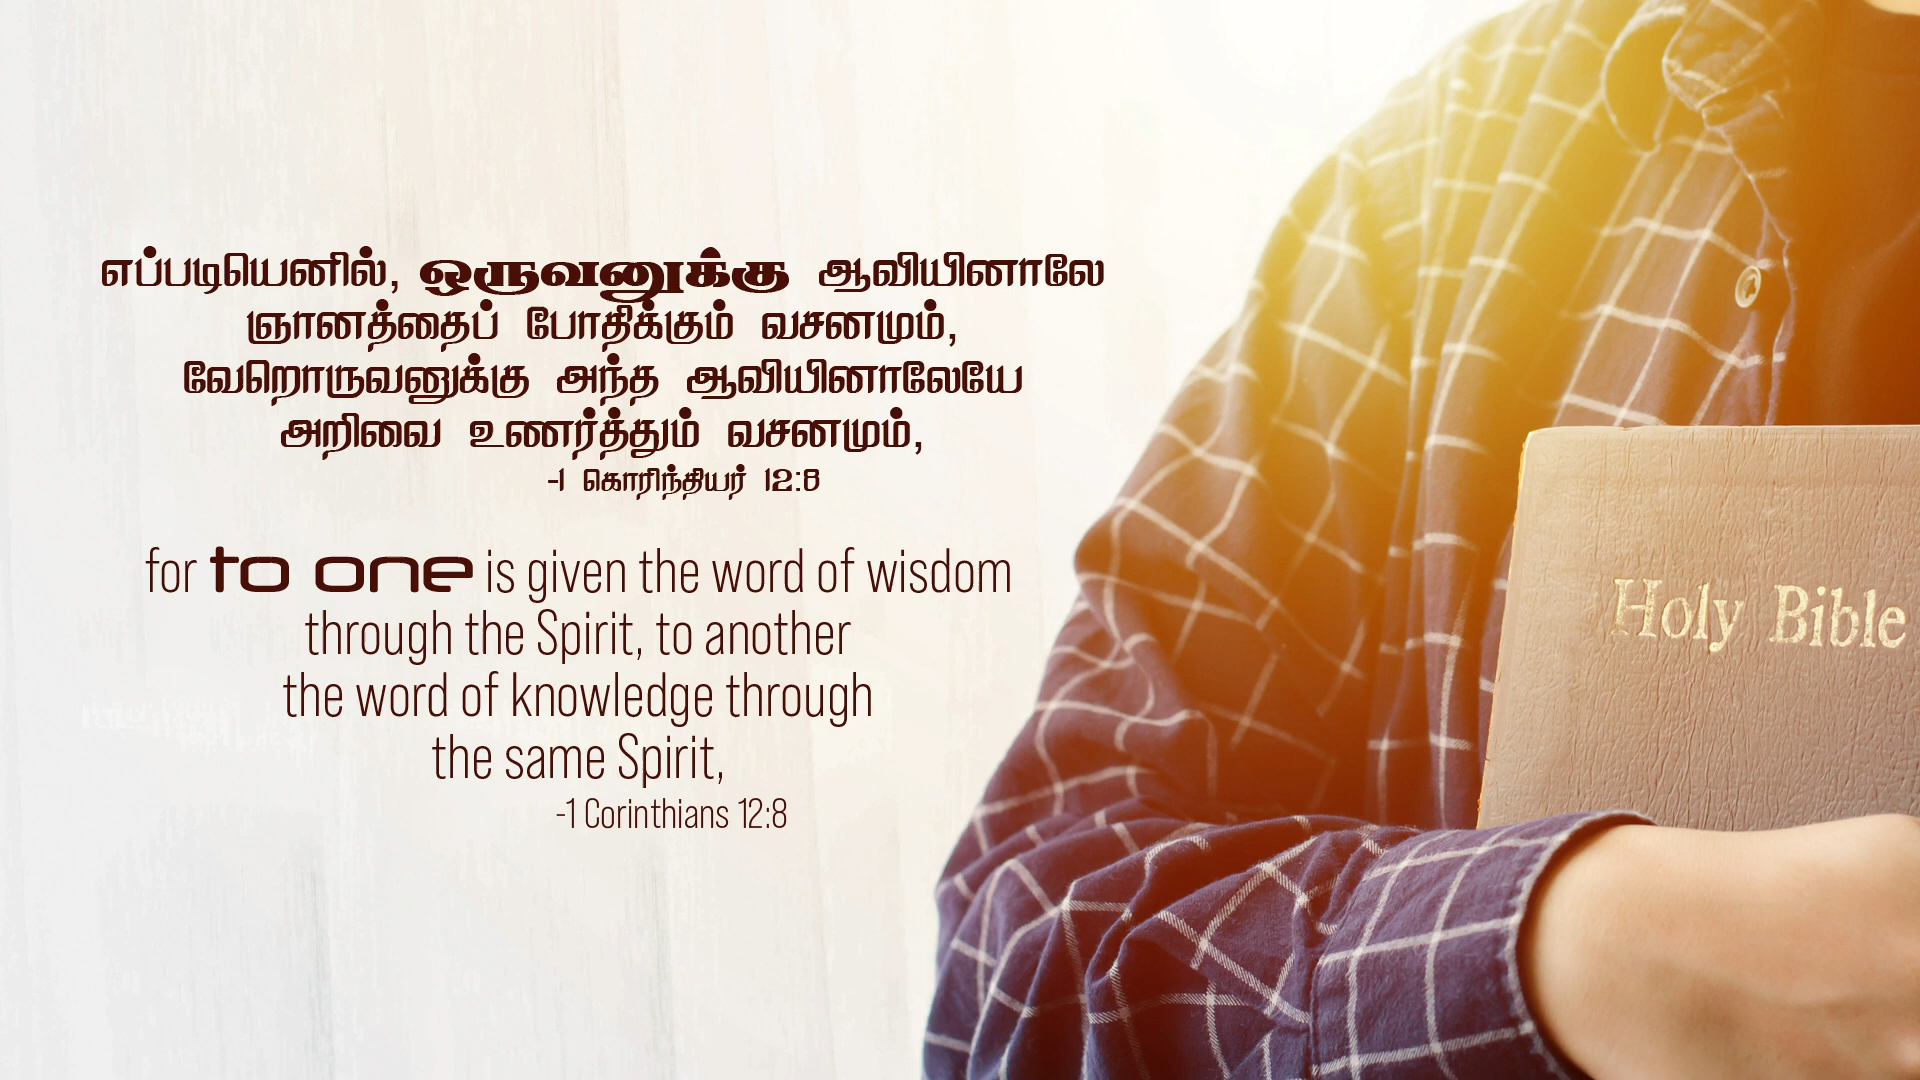 எப்படியெனில், ஒருவனுக்கு ஆவியினாலே
ஞானத்தைப் போதிக்கும் வசனமும்,
வேறொருவனுக்கு அந்த ஆவியினாலேயே
அறிவை உணர்த்தும் வசனமும்,
-1 கொரிந்தியர் 12:8
for to one is given the word of wisdom
through the Spirit, to another
the word of knowledge through
the same Spirit,
-1 Corinthians 12:8
Holy Bible